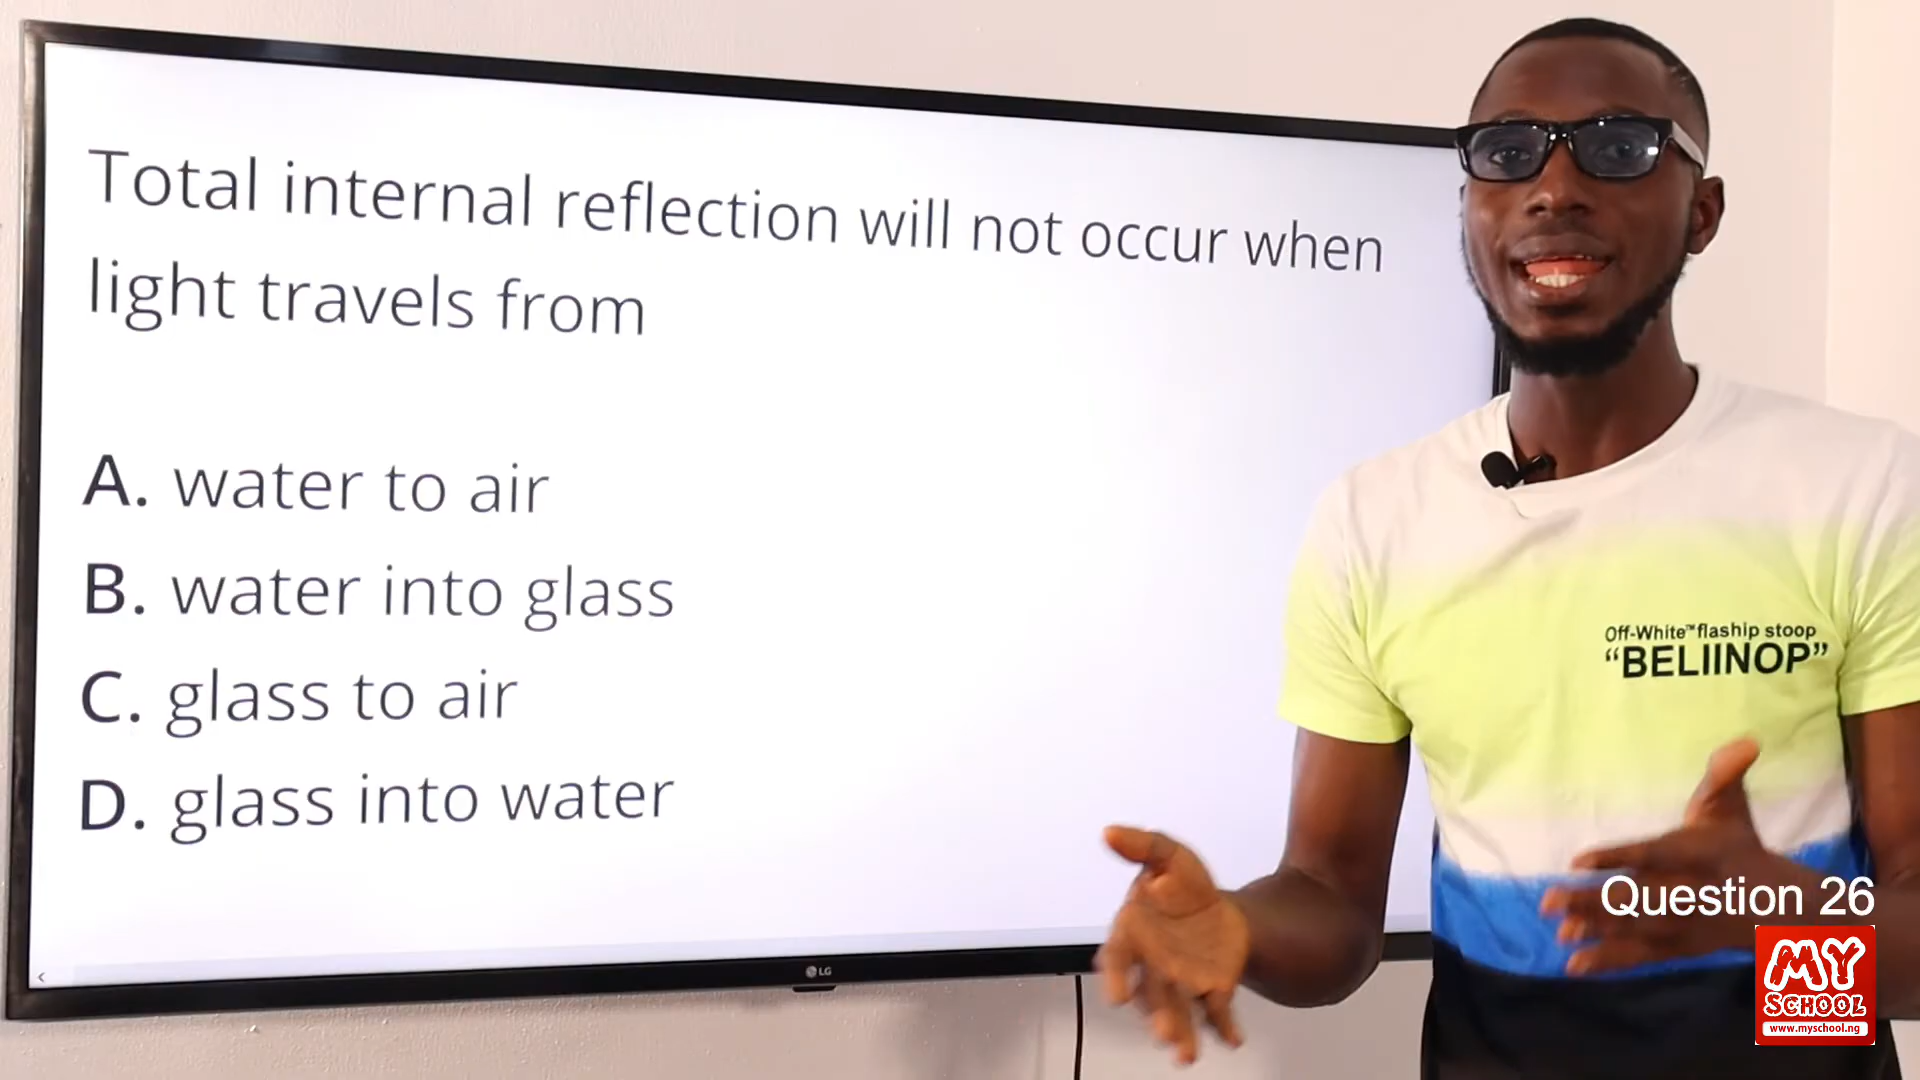 Total internal reflection will not occur when
light travels from
A. water to air
B. water into glass
C. glass to air
D. glass into water
LG
Off-White™ flaship stoop
“BELIINOP”
Question 26
MY
SCHOOL
www.myschool.ng